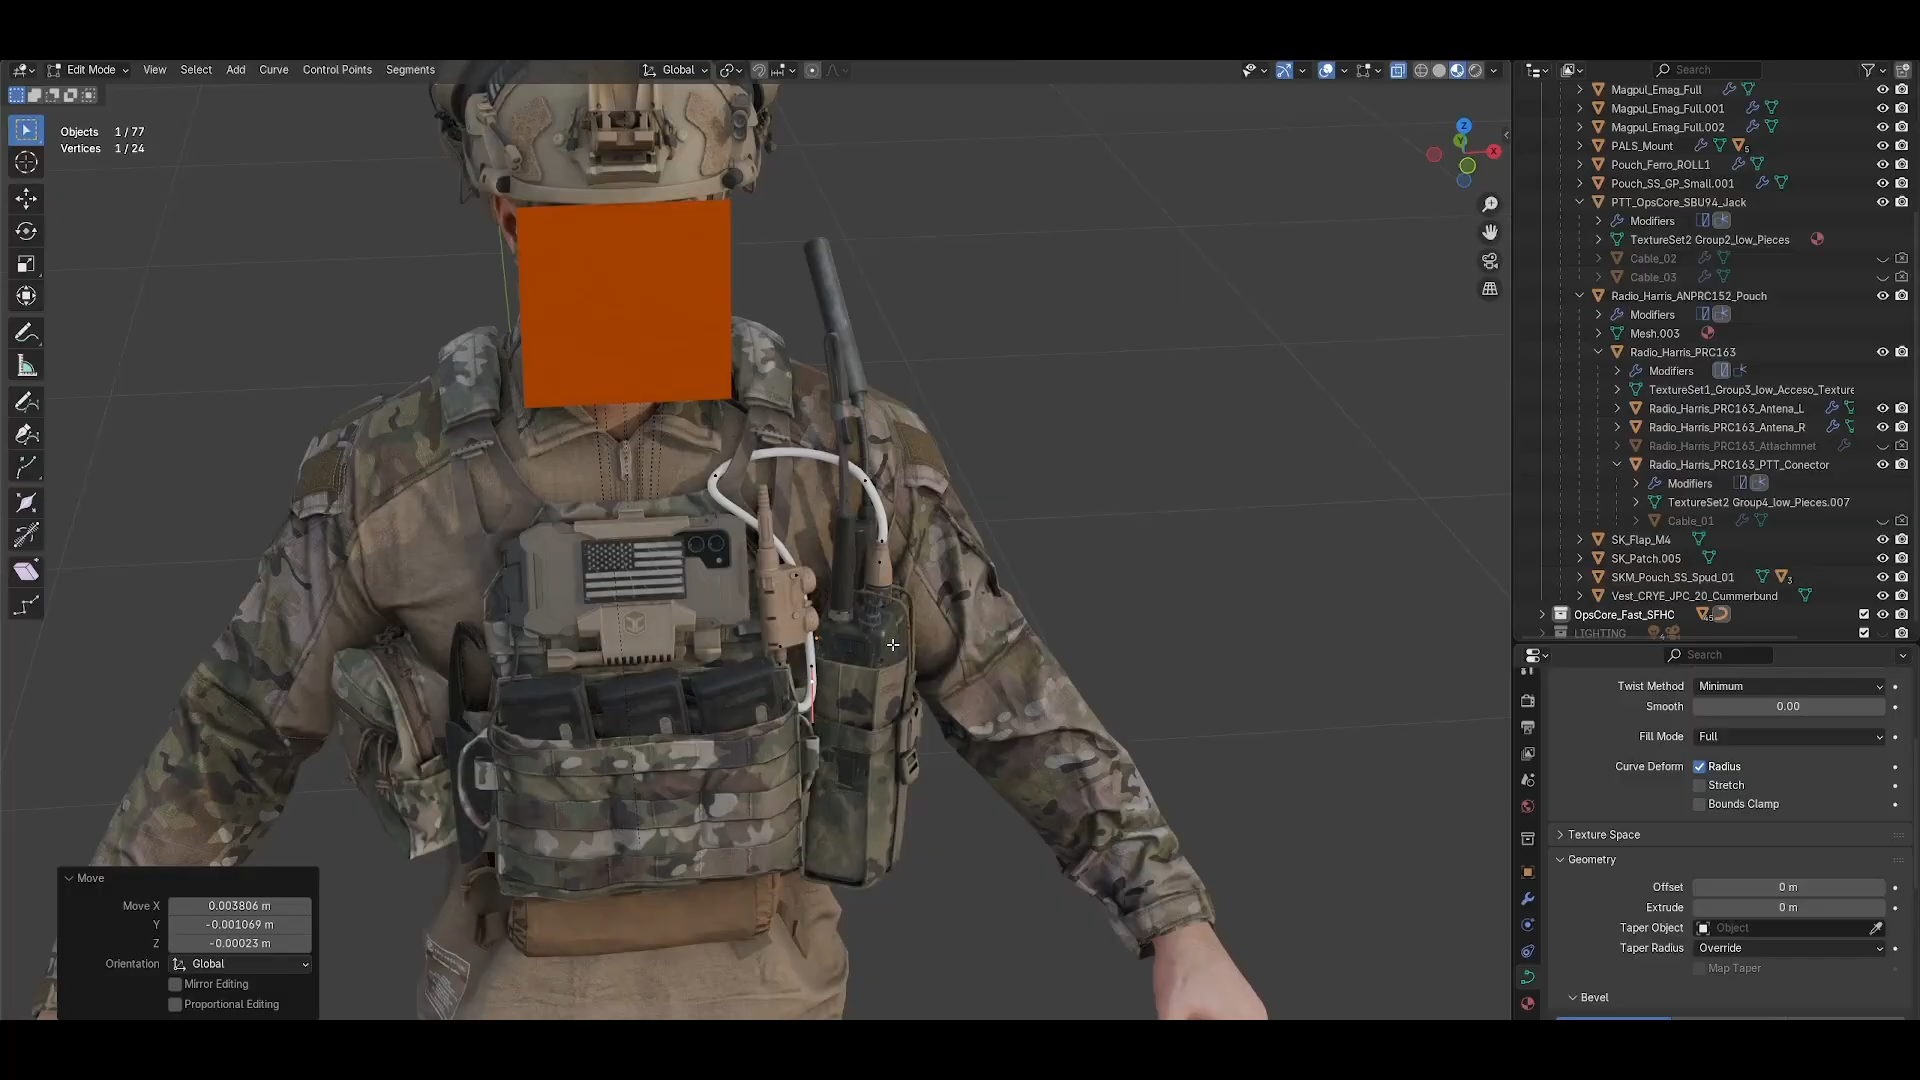 Edit Mode View Select Add Curve Control Points Segments Global
Search
Objects 1 / 77
Vertices 1 / 24
Z
X
Y
Magpul_Emag_Full
Magpul_Emag_Full.001
Magpul_Emag_Full.002
PALS_Mount 5
Pouch_Ferro_ROLL1
Pouch_SS_GP_Small.001
PTT_OpsCore_SBU94_Jack
Modifiers
TextureSet2 Group2_low_Pieces
Cable_02
Cable_03
Radio_Harris_ANPRC152_Pouch
Modifiers
Mesh.003
Radio_Harris_PRC163
Modifiers
TextureSet1_Group3_low_Acceso_Texture
Radio_Harris_PRC163_Antena_L
Radio_Harris_PRC163_Antena_R
Radio_Harris_PRC163_Attachmnet
Radio_Harris_PRC163_PTT_Conector
Modifiers
TextureSet2 Group4_low_Pieces.007
Cable_01
SK_Flap_M4
SK_Patch.005
SKM_Pouch_SS_Spud_01 3
Vest_CRYE_JPC_20_Cummerbund
OpsCore_Fast_SFHC 45
LIGHTING 4
Search
Twist Method Minimum
Smooth 0.00
Fill Mode Full
Curve Deform Radius
Stretch
Bounds Clamp
Texture Space
Geometry
Offset 0 m
Extrude 0 m
Taper Object Object
Taper Radius Override
Map Taper
Bevel
Move
Move X 0.003806 m
Y -0.001069 m
Z -0.00023 m
Orientation Global
Mirror Editing
Proportional Editing